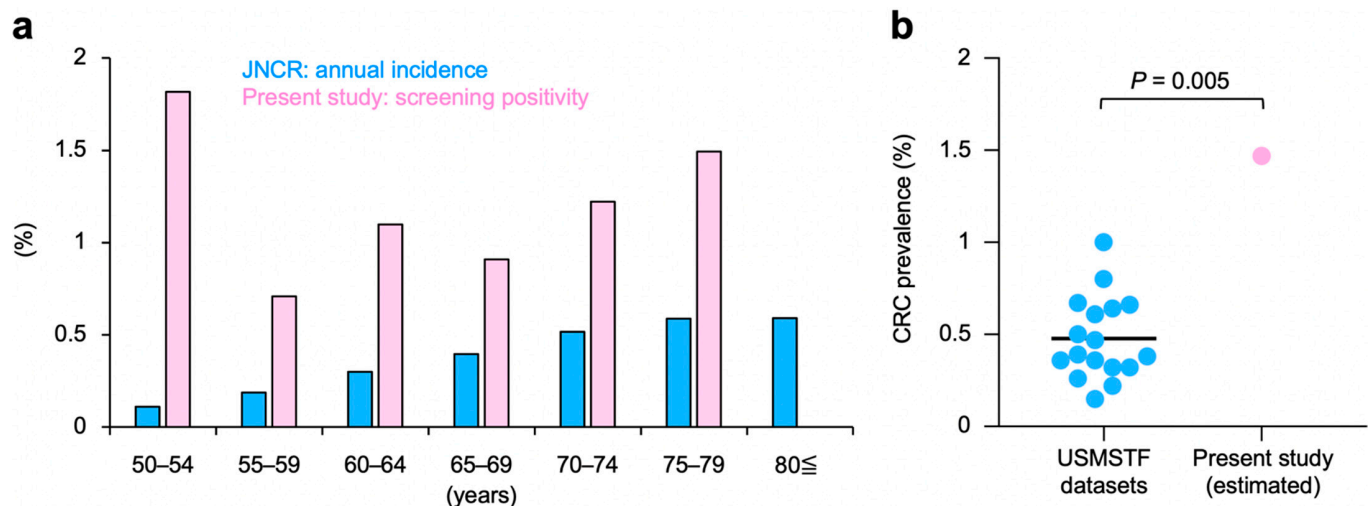 a
2
1.5
1
0.5
0
(%)
JNCR: annual incidence
Present study: screening positivity
50–54
55–59
60–64
65–69
70–74
75–79
80≦
(years)
b
2
1.5
1
0.5
0
CRC prevalence (%)
P = 0.005
USMSTF
datasets
Present study
(estimated)